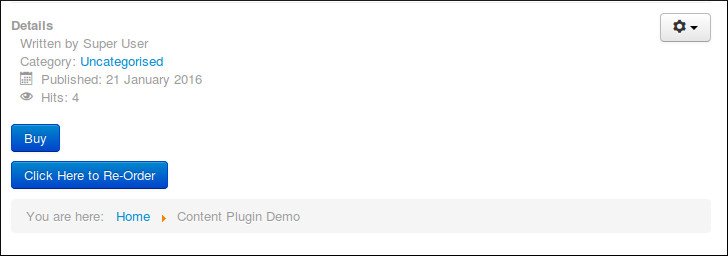 Details
Written by Super User
Category: Uncategorised
Published: 21 January 2016
Hits: 4
Buy
Click Here to Re-Order
You are here: Home Content Plugin Demo